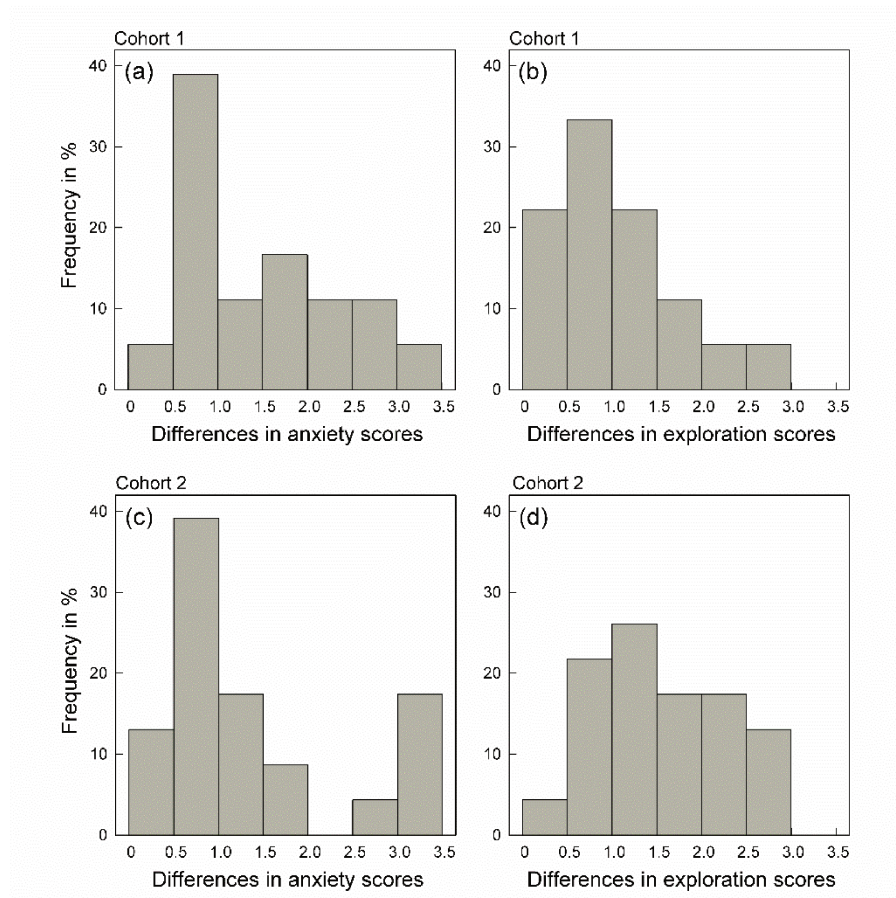 Cohort 1
(a)
40
30
20
10
0
Frequency in %
0 0.5 1.0 1.5 2.0 2.5 3.0 3.5
Differences in anxiety scores
Cohort 1
(b)
40
30
20
10
0
0 0.5 1.0 1.5 2.0 2.5 3.0 3.5
Differences in exploration scores
Cohort 2
(c)
40
30
20
10
0
Frequency in %
0 0.5 1.0 1.5 2.0 2.5 3.0 3.5
Differences in anxiety scores
Cohort 2
(d)
40
30
20
10
0
0 0.5 1.0 1.5 2.0 2.5 3.0 3.5
Differences in exploration scores